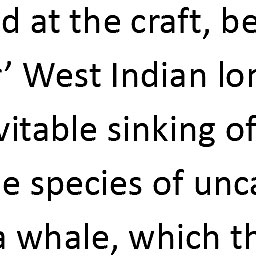 d at the craft, be
’ West Indian lor
vitable sinking of
e species of unca
a whale, which th